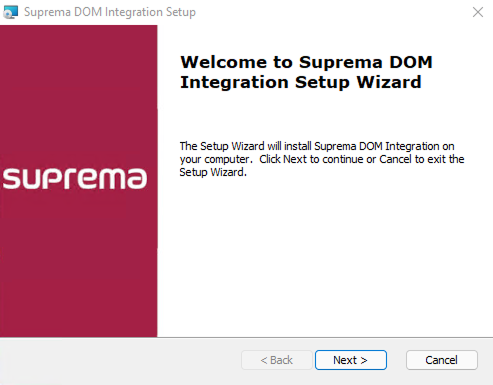 Suprema DOM Integration Setup
Welcome to Suprema DOM
Integration Setup Wizard
The Setup Wizard will install Suprema DOM Integration on
your computer. Click Next to continue or Cancel to exit the
Setup Wizard.
suprema
< Back Next > Cancel